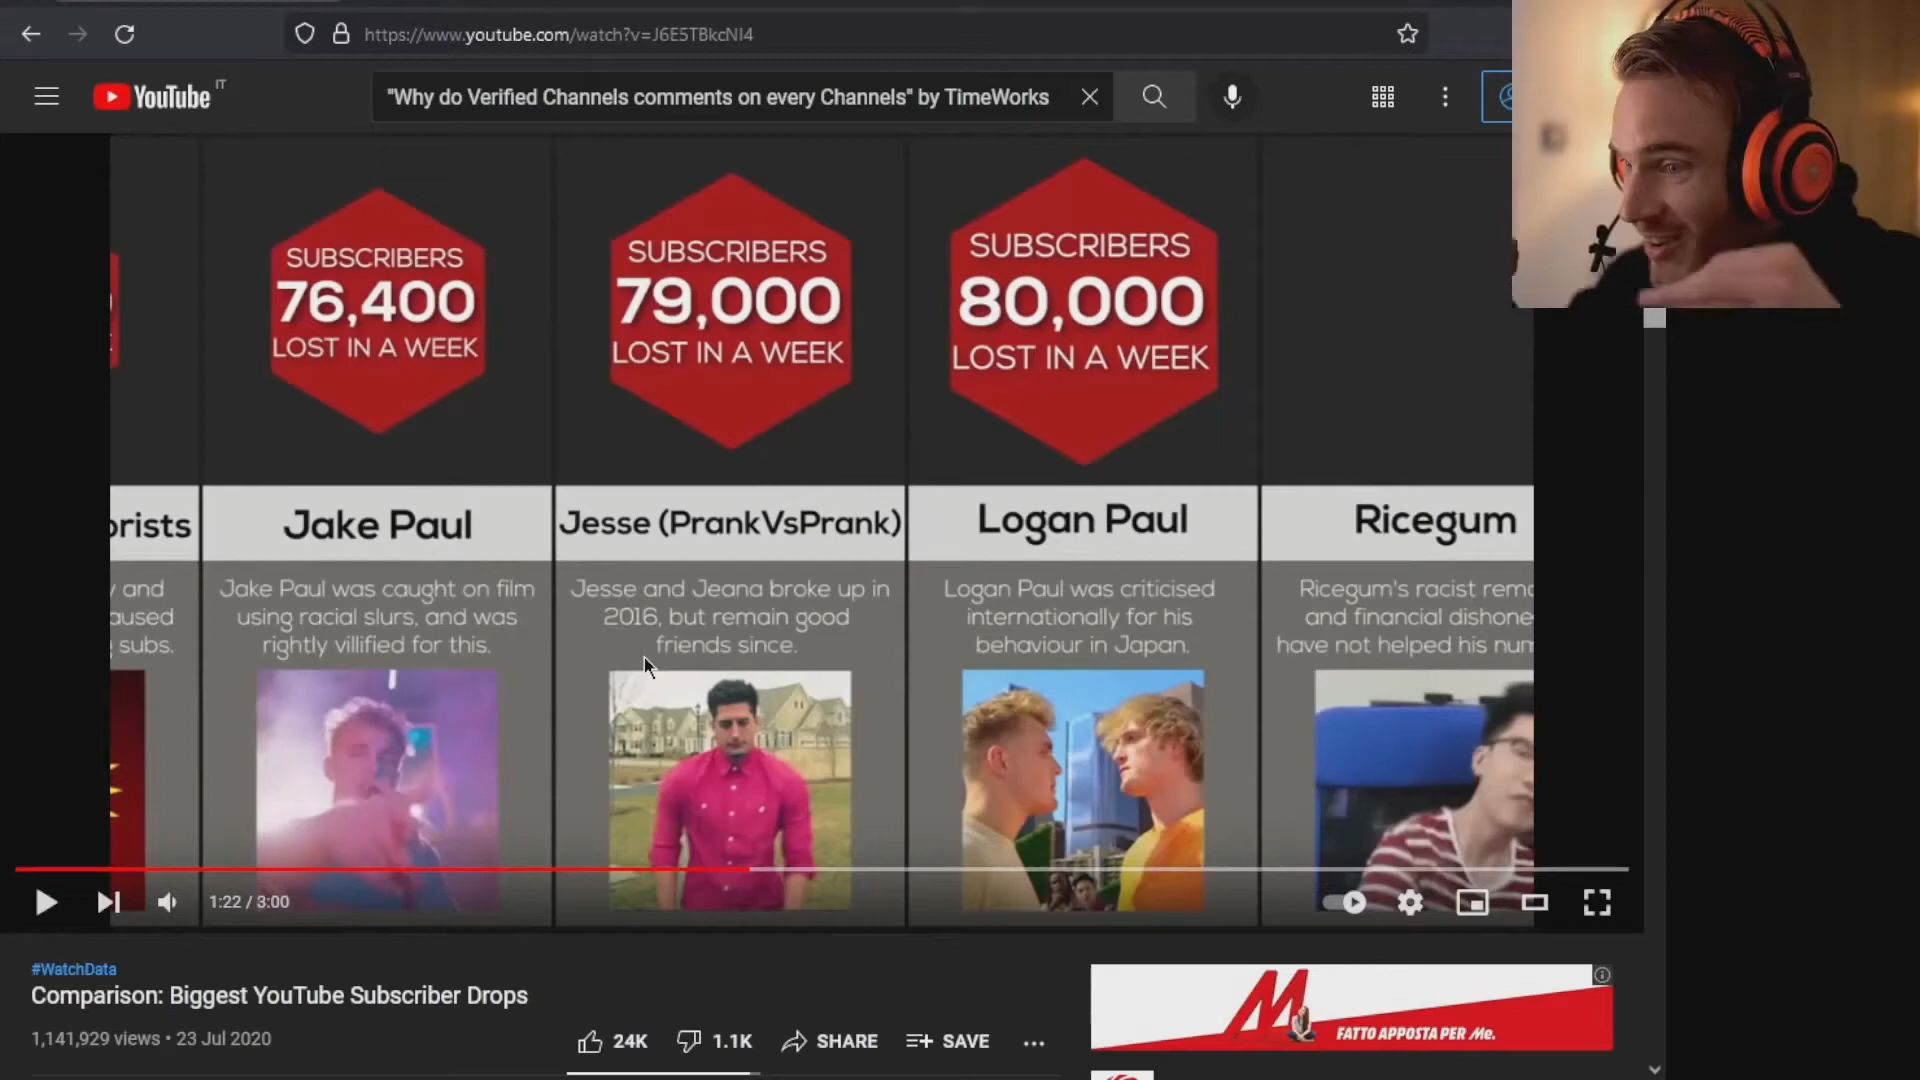 https://www.youtube.com/watch?v=J6E5TBkcNI4
YouTube IT
"Why do Verified Channels comments on every Channels" by TimeWorks
SUBSCRIBERS
76,400
LOST IN A WEEK
SUBSCRIBERS
79,000
LOST IN A WEEK
SUBSCRIBERS
80,000
LOST IN A WEEK
orists
y and
aused
subs.
Jake Paul
Jake Paul was caught on film
using racial slurs, and was
rightly villified for this.
Jesse (PrankVsPrank)
Jesse and Jeana broke up in
2016, but remain good
friends since.
Logan Paul
Logan Paul was criticised
internationally for his
behaviour in Japan.
Ricegum
Ricegum's racist rem
and financial dishone
have not helped his num
1:22 / 3:00
#WatchData
Comparison: Biggest YouTube Subscriber Drops
1,141,929 views • 23 Jul 2020
24K
1.1K
SHARE
SAVE
M
FATTO APPOSTA PER Me.